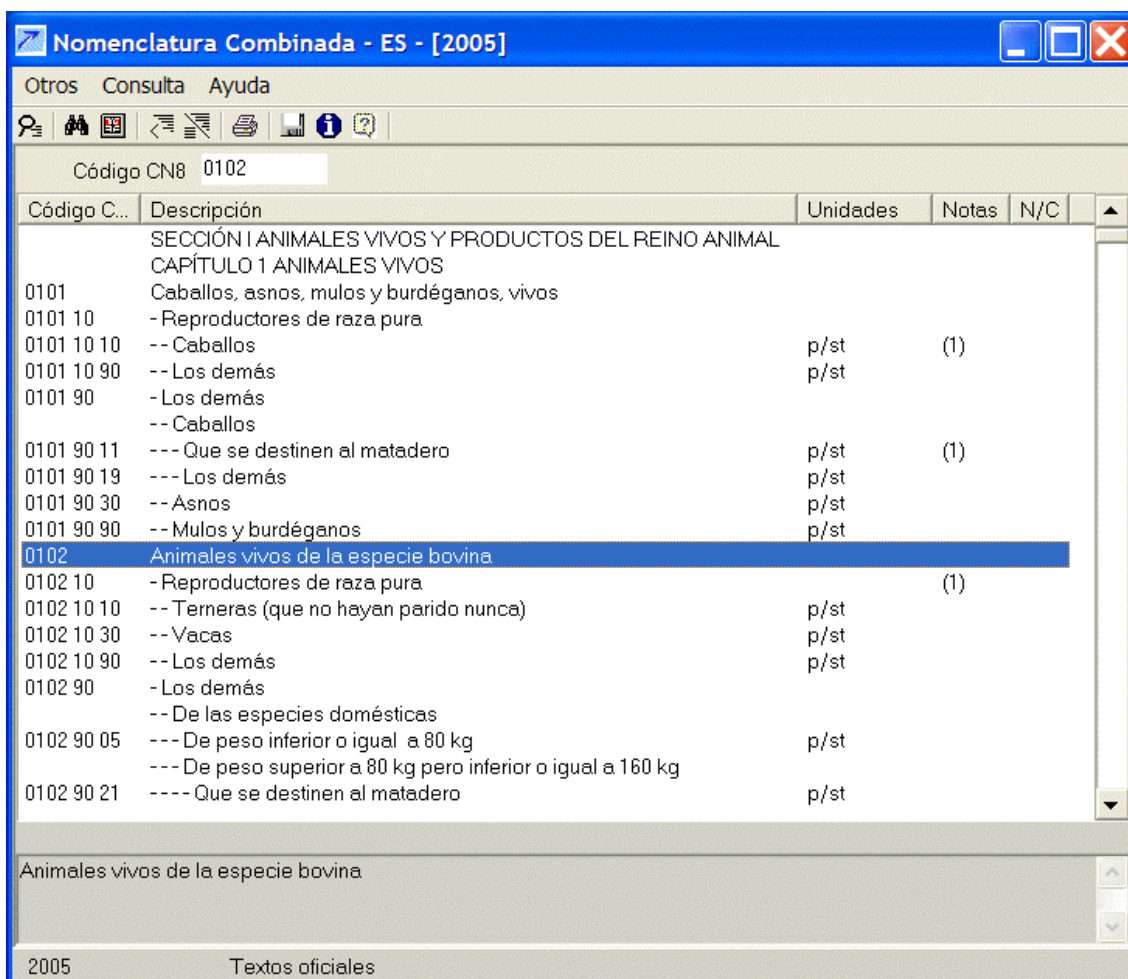 Nomenclatura Combinada - ES - [2005]
Otros Consulta Ayuda
Código CN8 0102
Código C... Descripción Unidades Notas N/C
SECCIÓN I ANIMALES VIVOS Y PRODUCTOS DEL REINO ANIMAL
CAPÍTULO 1 ANIMALES VIVOS
0101 Caballos, asnos, mulos y burdéganos, vivos
0101 10 - Reproductores de raza pura
0101 10 10 - - Caballos p/st (1)
0101 10 90 - - Los demás p/st
0101 90 - Los demás
- - Caballos
0101 90 11 - - - Que se destinen al matadero p/st (1)
0101 90 19 - - - Los demás p/st
0101 90 30 - - Asnos p/st
0101 90 90 - - Mulos y burdéganos p/st
0102 Animales vivos de la especie bovina
0102 10 - Reproductores de raza pura (1)
0102 10 10 - - Terneras (que no hayan parido nunca) p/st
0102 10 30 - - Vacas p/st
0102 10 90 - - Los demás p/st
0102 90 - Los demás
- - De las especies domésticas
0102 90 05 - - - De peso inferior o igual a 80 kg p/st
- - - De peso superior a 80 kg pero inferior o igual a 160 kg
0102 90 21 - - - - Que se destinen al matadero p/st
Animales vivos de la especie bovina
2005 Textos oficiales